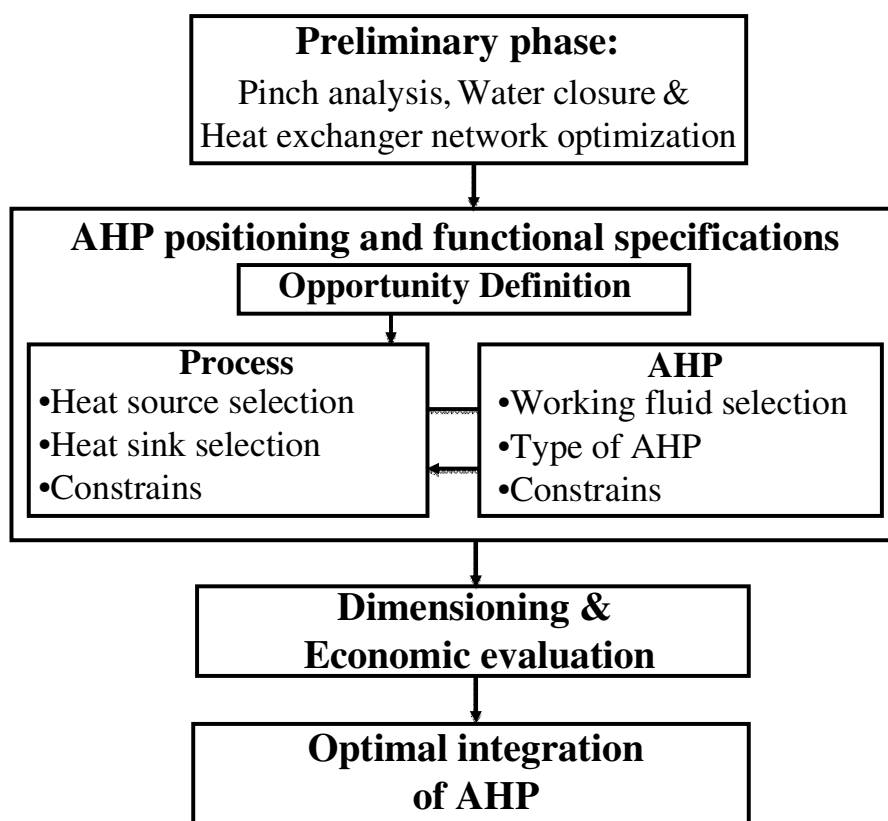 Preliminary phase:
Pinch analysis, Water closure &
Heat exchanger network optimization
AHP positioning and functional specifications
Opportunity Definition
Process
•Heat source selection
•Heat sink selection
•Constrains
AHP
•Working fluid selection
•Type of AHP
•Constrains
Dimensioning &
Economic evaluation
Optimal integration
of AHP